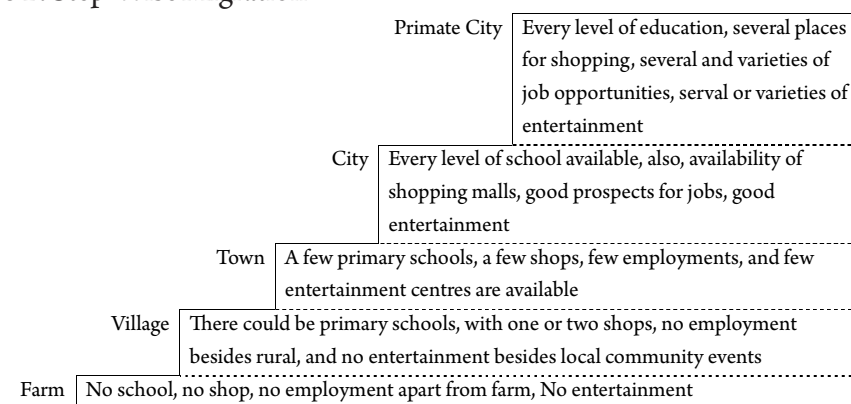 Primate City
Every level of education, several places
for shopping, several and varieties of
job opportunities, serval or varieties of
entertainment
City
Every level of school available, also, availability of
shopping malls, good prospects for jobs, good
entertainment
Town
A few primary schools, a few shops, few employments, and few
entertainment centres are available
Village
There could be primary schools, with one or two shops, no employment
besides rural, and no entertainment besides local community events
Farm
No school, no shop, no employment apart from farm, No entertainment